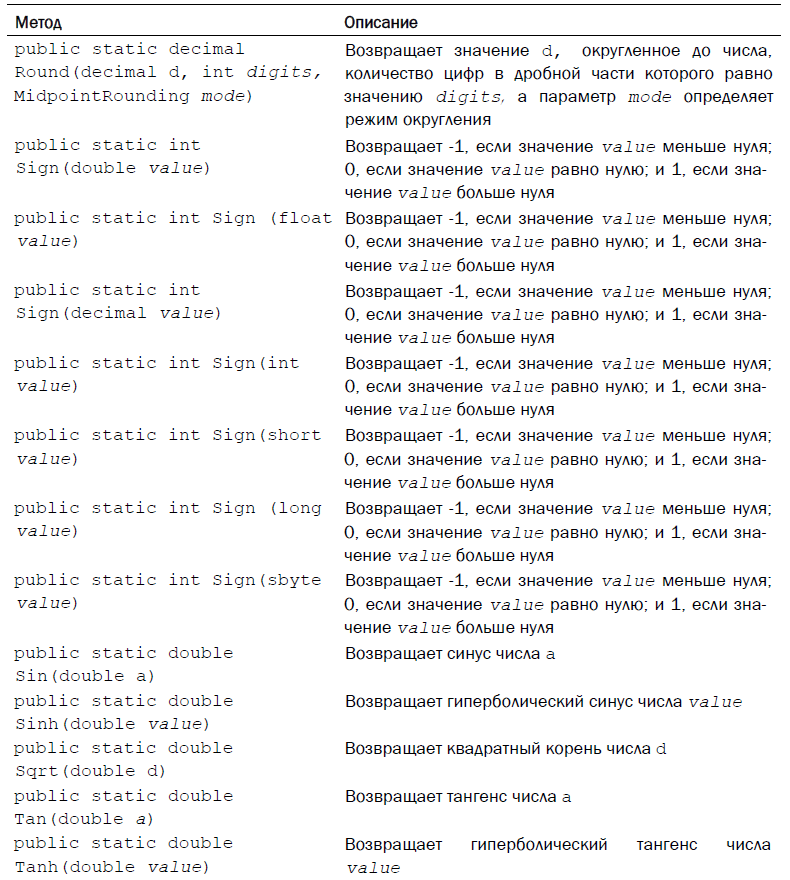 Метод Описание
public static decimal Возвращает значение d, округленное до числа,
Round(decimal d, int digits, количество цифр в дробной части которого равно
MidpointRounding mode) значению digits, а параметр mode определяет
режим округления
public static int Возвращает -1, если значение value меньше нуля;
Sign(double value) 0, если значение value равно нулю; и 1, если зна-
чение value больше нуля
public static int Sign (float Возвращает -1, если значение value меньше нуля;
value) 0, если значение value равно нулю; и 1, если зна-
чение value больше нуля
public static int Возвращает -1, если значение value меньше нуля;
Sign(decimal value) 0, если значение value равно нулю; и 1, если зна-
чение value больше нуля
public static int Sign(int Возвращает -1, если значение value меньше нуля;
value) 0, если значение value равно нулю; и 1, если зна-
чение value больше нуля
public static int Sign(short Возвращает -1, если значение value меньше нуля;
value) 0, если значение value равно нулю; и 1, если зна-
чение value больше нуля
public static int Sign (long Возвращает -1, если значение value меньше нуля;
value) 0, если значение value равно нулю; и 1, если зна-
чение value больше нуля
public static int Sign(sbyte Возвращает -1, если значение value меньше нуля;
value) 0, если значение value равно нулю; и 1, если зна-
чение value больше нуля
public static double Возвращает синус числа a
Sin(double a)
public static double Возвращает гиперболический синус числа value
Sinh(double value)
public static double Возвращает квадратный корень числа d
Sqrt(double d)
public static double Возвращает тангенс числа a
Tan(double a)
public static double Возвращает гиперболический тангенс числа
Tanh(double value) value